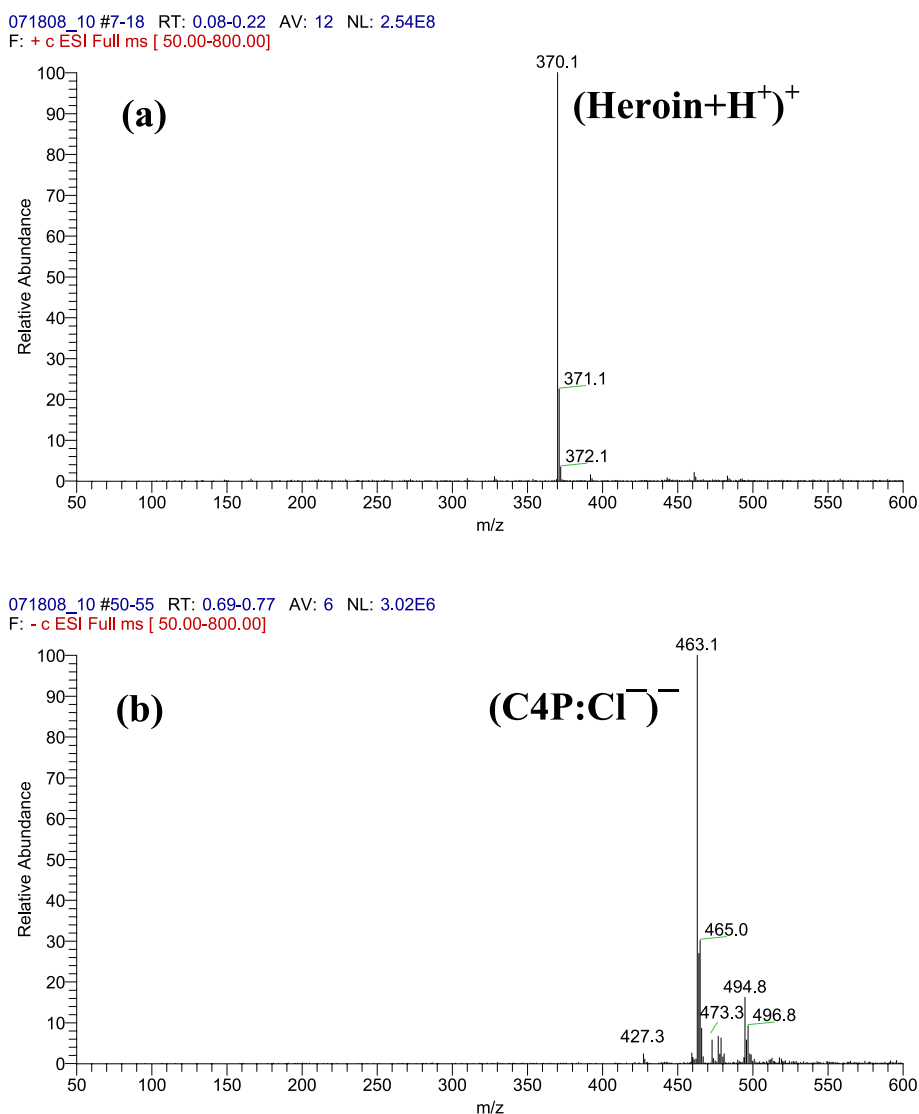 071808_10 #7-18 RT: 0.08-0.22 AV: 12 NL: 2.54E8
F: + c ESI Full ms [ 50.00-800.00]
370.1
100
(a)
(Heroin+H⁺)⁺
90
80
70
60
Relative Abundance
50
40
30
371.1
20
10
372.1
0
50 100 150 200 250 300 350 400 450 500 550 600
m/z
071808_10 #50-55 RT: 0.69-0.77 AV: 6 NL: 3.02E6
F: - c ESI Full ms [ 50.00-800.00]
463.1
100
(b)
(C4P:Cl⁻)⁻
90
80
70
60
Relative Abundance
50
40
30
465.0
20
494.8
473.3
496.8
10
427.3
0
50 100 150 200 250 300 350 400 450 500 550 600
m/z